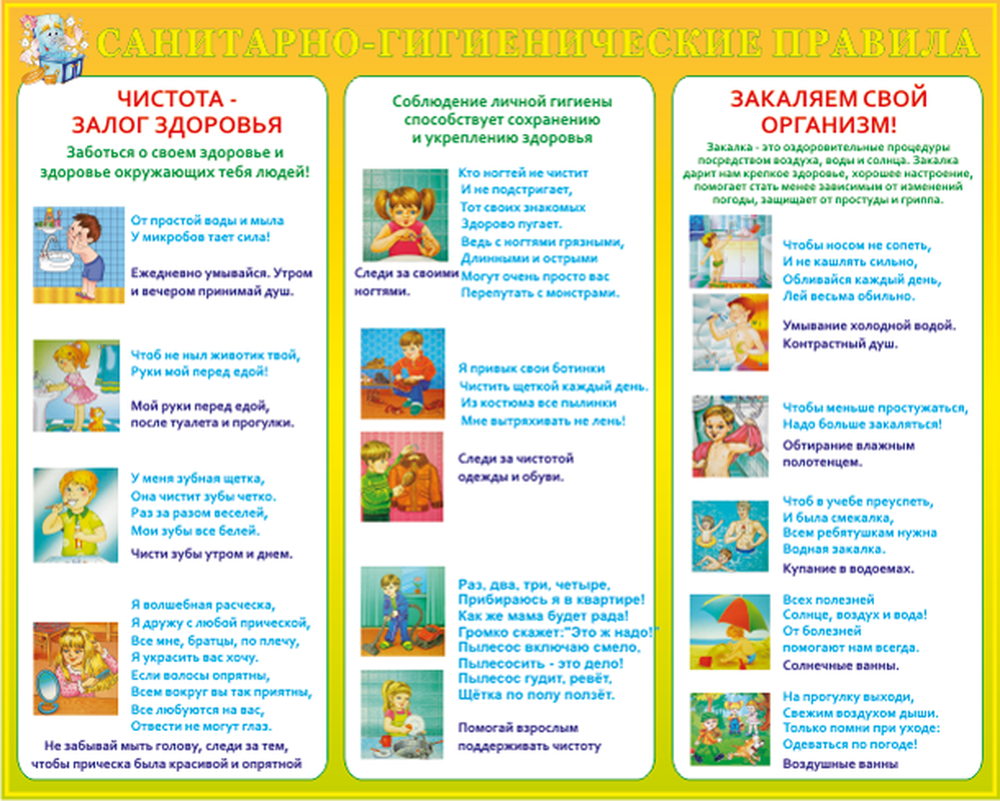 САНИТАРНО-ГИГИЕНИЧЕСКИЕ ПРАВИЛА
ЧИСТОТА -
ЗАЛОГ ЗДОРОВЬЯ
Заботься о своем здоровье и
здоровье окружающих тебя людей!
От простой воды и мыла
У микробов тает сила!
Ежедневно умывайся. Утром
и вечером принимай душ.
Чтоб не ныл животик твой,
Руки мой перед едой!
Мой руки перед едой,
после туалета и прогулки.
У меня зубная щетка,
Она чистит зубы четко.
Раз за разом веселей,
Мои зубы все белей.
Чисти зубы утром и днем.
Я волшебная расческа,
Я дружу с любой прической,
Все мне, братцы, по плечу,
Я украсить вас хочу.
Если волосы опрятны,
Всем вокруг вы так приятны,
Все любуются на вас,
Отвести не могут глаз.
Не забывай мыть голову, следи за тем,
чтобы прическа была красивой и опрятной
Соблюдение личной гигиены
способствует сохранению
и укреплению здоровья
Кто ногтей не чистит
И не подстригает,
Тот своих знакомых
Здорово пугает.
Ведь с ногтями грязными,
Длинными и острыми
Могут очень просто вас
Перепутать с монстрами.
Следи за своими
ногтями.
Я привык свои ботинки
Чистить щеткой каждый день.
Из костюма все пылинки
Мне вытряхивать не лень!
Следи за чистотой
одежды и обуви.
Раз, два, три, четыре,
Прибираюсь я в квартире!
Как же мама будет рада!
Громко скажет:"Это ж надо!"
Пылесос включаю смело,
Пылесосить - это дело!
Пылесос гудит, ревёт,
Щётка по полу ползёт.
Помогай взрослым
поддерживать чистоту
ЗАКАЛЯЕМ СВОЙ
ОРГАНИЗМ!
Закалка - это оздоровительные процедуры
посредством воздуха, воды и солнца. Закалка
дарит нам крепкое здоровье, хорошее настроение,
помогает стать менее зависимым от изменений
погоды, защищает от простуды и гриппа.
Чтобы носом не сопеть,
И не кашлять сильно,
Обливайся каждый день,
Лей весьма обильно.
Умывание холодной водой.
Контрастный душ.
Чтобы меньше простужаться,
Надо больше закаляться!
Обтирание влажным
полотенцем.
Чтоб в учебе преуспеть,
И была смекалка,
Всем ребятушкам нужна
Водная закалка.
Купание в водоемах.
Всех полезней
Солнце, воздух и вода!
От болезней
помогают нам всегда.
Солнечные ванны.
На прогулку выходи,
Свежим воздухом дыши.
Только помни при уходе:
Одеваться по погоде!
Воздушные ванны